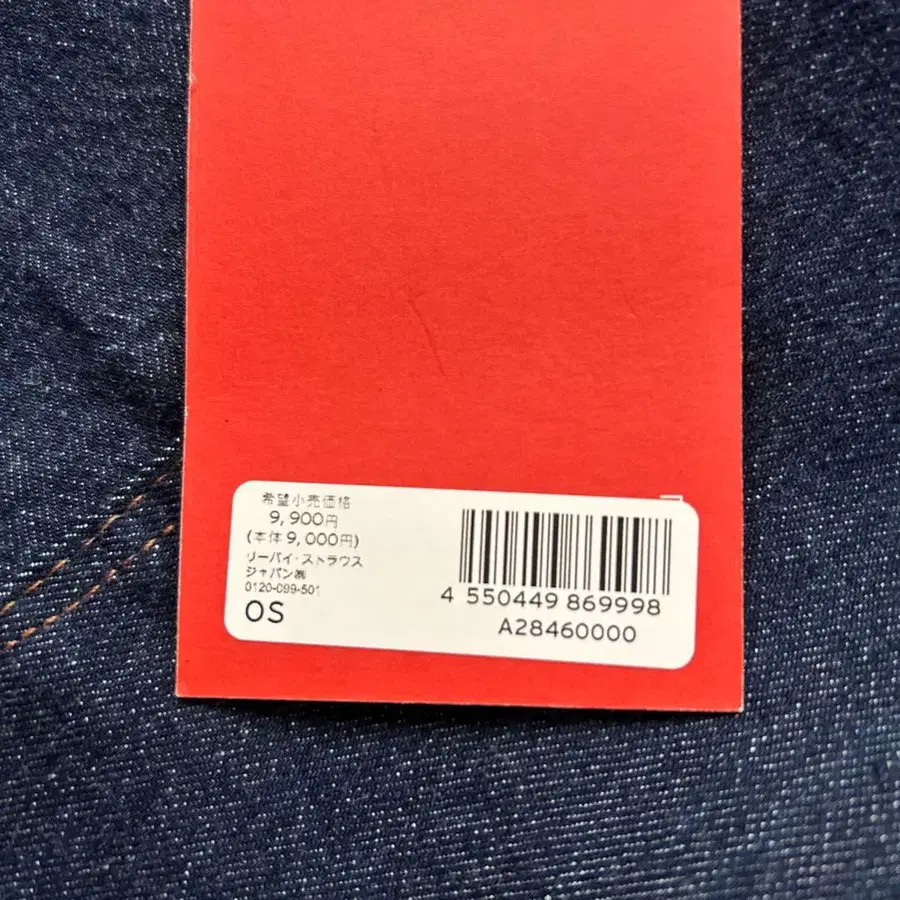 希望小売価格
9,900円
(本体9,000円)
リーバイ・ストラウス
ジャパン㈱
0120-099-501
OS
4 550449 869998
A28460000